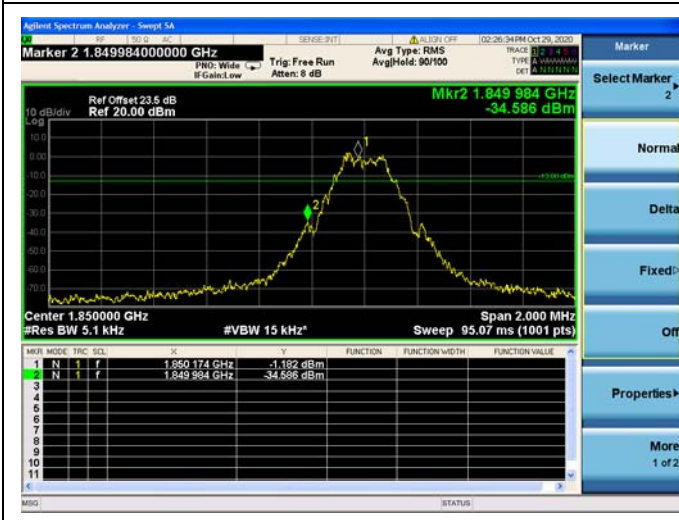 Agilent Spectrum Analyzer - Swept SA
RF 50 Ω AC SENSE:INT ALIGN OFF 02:26:34 PM Oct 29, 2020
Marker 2 1.849984000000 GHz
PNO: Wide Trig: Free Run
IFGain:Low Atten: 8 dB
Avg Type: RMS
Avg|Hold: 90/100
TRACE 1 2 3 4 5 6
TYPE A WWWWW
DET A N N N N N
Ref Offset 23.5 dB
10 dB/div Ref 20.00 dBm
Log
Mkr2 1.849 984 GHz
-34.586 dBm
10.0
0.00
-10.0
-20.0
-30.0
-40.0
-50.0
-60.0
-70.0
1
2
-13.00 dBm
Center 1.850000 GHz Span 2.000 MHz
#Res BW 5.1 kHz #VBW 15 kHz* Sweep 95.07 ms (1001 pts)
MKR MODE TRC SCL X Y FUNCTION FUNCTION WIDTH FUNCTION VALUE
1 N 1 f 1.850 174 GHz -1.182 dBm
2 N 1 f 1.849 984 GHz -34.586 dBm
3
4
5
6
7
8
9
10
11
MSG STATUS
Marker
Select Marker
2
Normal
Delta
Fixed
Off
Properties
More
1 of 2